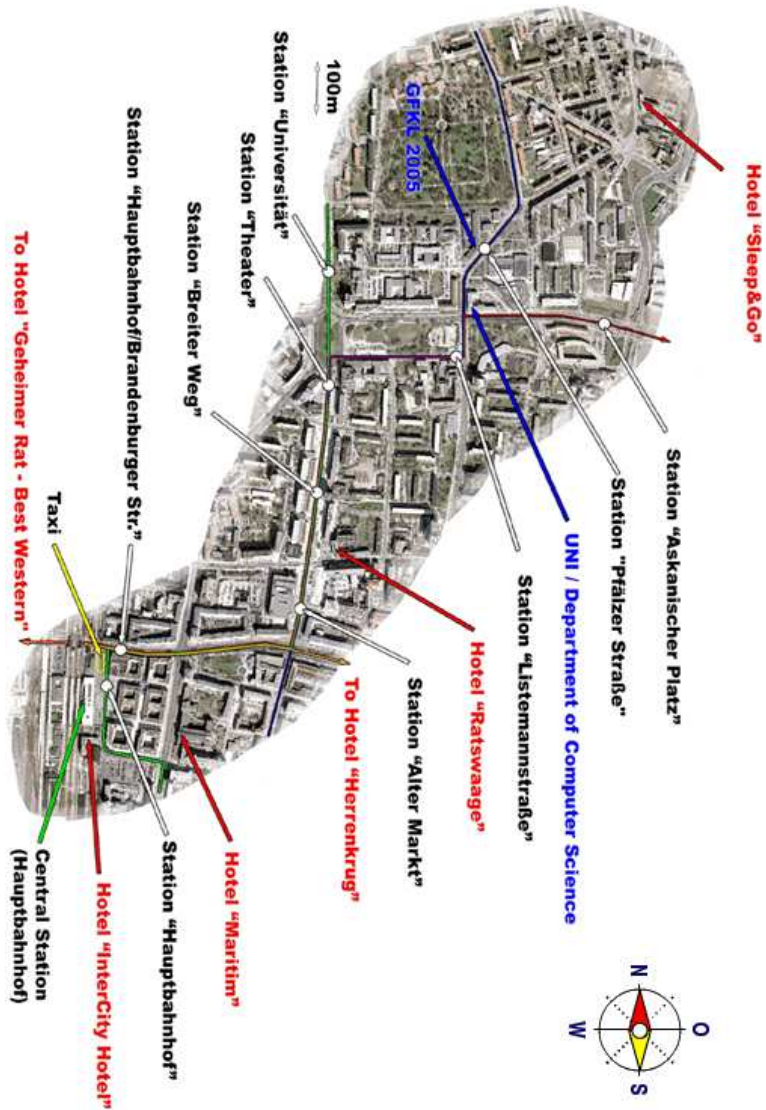 Hotel “Sleep&Go”
Station “Askanischer Platz”
Station “Pfälzer Straße”
UNI / Department of Computer Science
Station “Listemannstraße”
Hotel “Ratswaage”
Station “Alter Markt”
To Hotel “Herrenkrug”
Hotel “Maritim”
Station “Hauptbahnhof”
Hotel “InterCity Hotel”
Central Station
(Hauptbahnhof)
GFKL 2005
100m
Station “Universität”
Station “Theater”
Station “Breiter Weg”
Station “Hauptbahnhof/Brandenburger Str.”
Taxi
To Hotel “Geheimer Rat - Best Western”
N
O
S
W